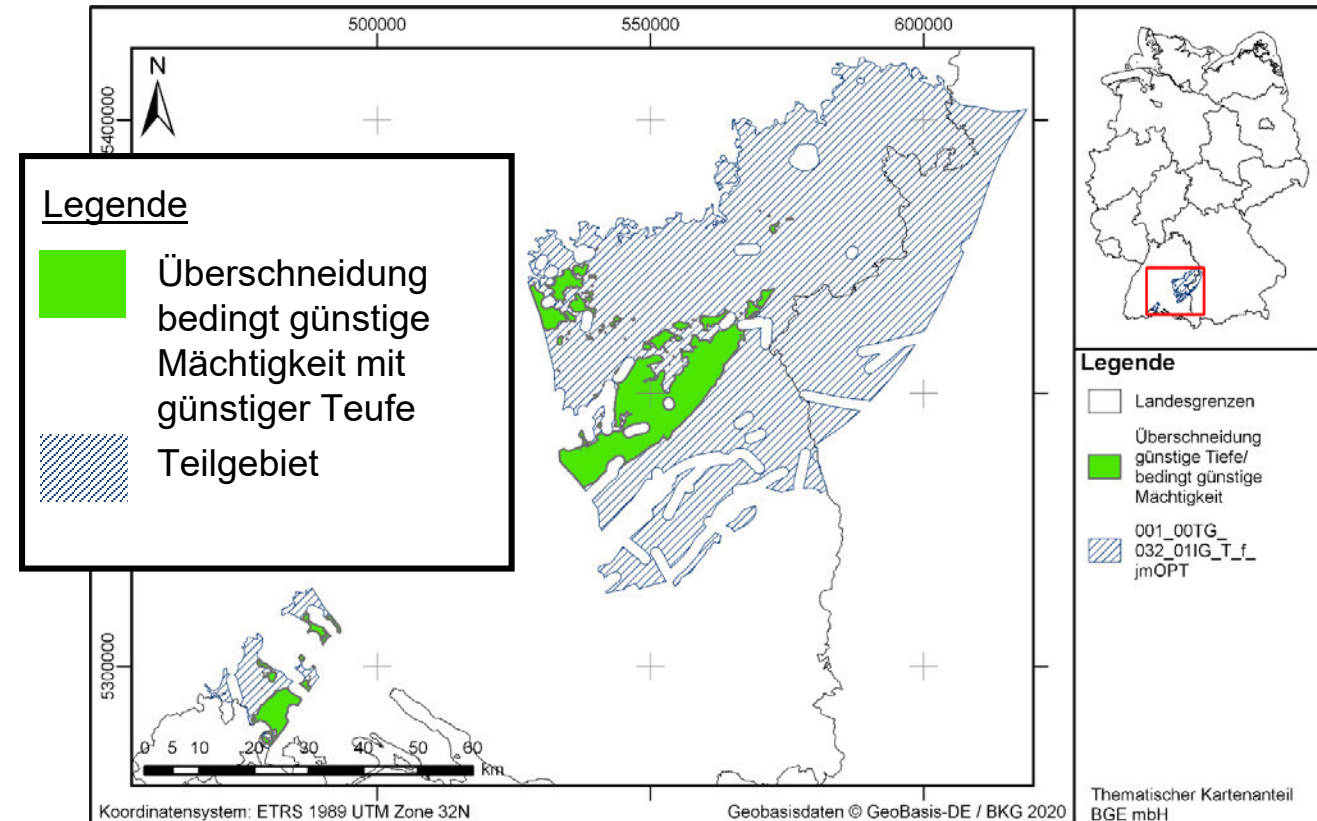 500000
550000
600000
N
5400000
5300000
Legende
Überschneidung
bedingt günstige
Mächtigkeit mit
günstiger Teufe
Teilgebiet
0 5 10 20 30 40 50 60
km
Koordinatensystem: ETRS 1989 UTM Zone 32N
Geobasisdaten © GeoBasis-DE / BKG 2020
Legende
Landesgrenzen
Überschneidung
günstige Tiefe/
bedingt günstige
Mächtigkeit
001_00TG_
032_01IG_T_f_
jmOPT
Thematischer Kartenanteil
BGE mbH